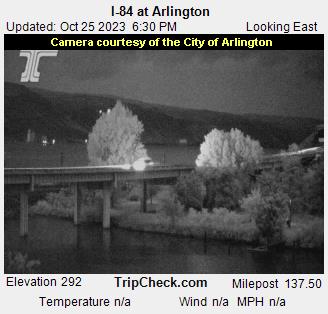 I-84 at Arlington
Updated: Oct 25 2023 6:30 PM Looking East
Camera courtesy of the City of Arlington
Elevation 292 TripCheck.com Milepost 137.50
Temperature n/a Wind n/a MPH n/a